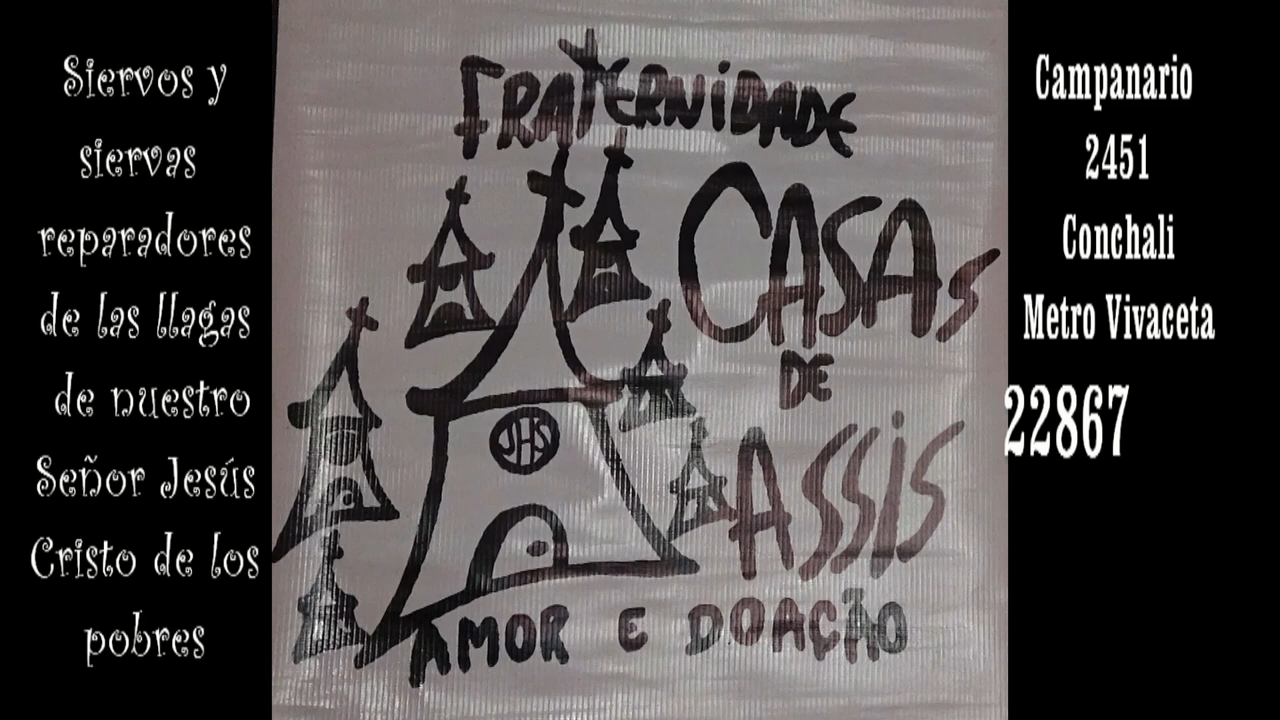 Siervos y
siervas
reparadores
de las llagas
de nuestro
Señor Jesús
Cristo de los
pobres
FRATERNIDADE
CASAS
DE
ASSIS
JHS
AMOR E DOAÇÃO
Campanario
2451
Conchali
Metro Vivaceta
22867